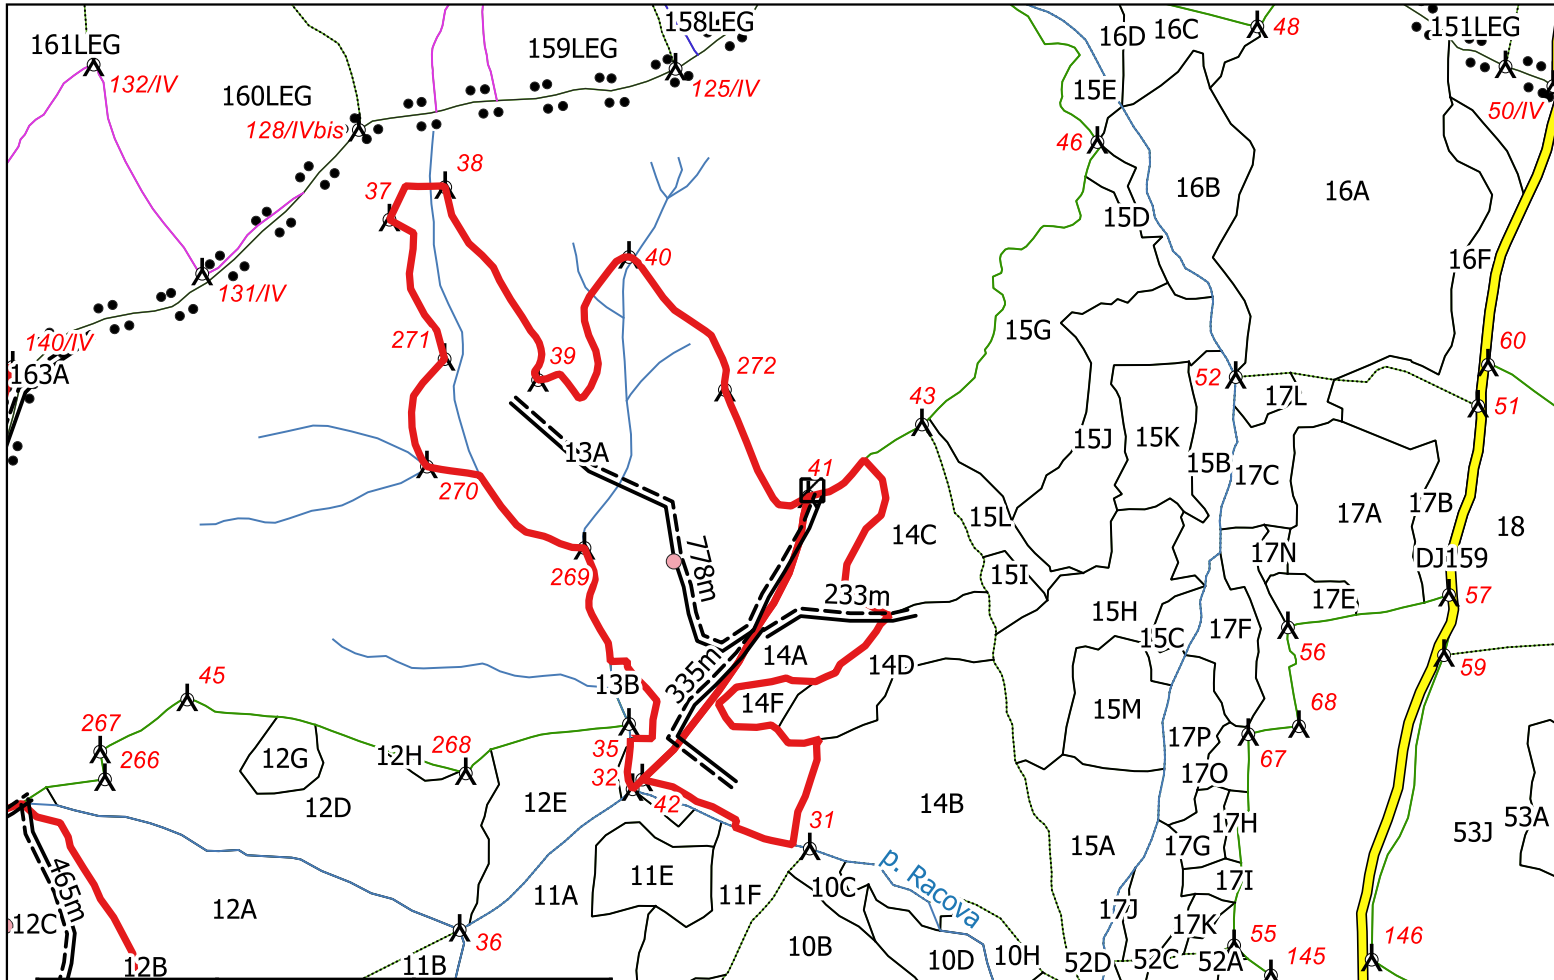 161LEG
132/IV
160LEG
128/IVbis
159LEG
158LEG
125/IV
16D
16C
48
151LEG
50/IV
15E
46
38
37
16B
16A
15D
40
16F
131/IV
140/IV
163A
271
39
272
15G
60
52
17L
51
43
13A
15J
15K
15B
17C
41
270
17A
17B
18
14C
15L
17N
DJ159
269
778m
15I
233m
17E
57
15H
15C
17F
56
59
335m
14A
14D
13B
14F
15M
45
68
267
266
268
12G
12H
35
17P
67
17O
32
42
12D
12E
14B
31
17H
53A
53J
15A
17G
465m
11E
11A
11F
10C
p. Racova
17I
12A
12C
36
17J
17K
55
145
146
12B
11B
10B
10D
10H
52D
52C
52A